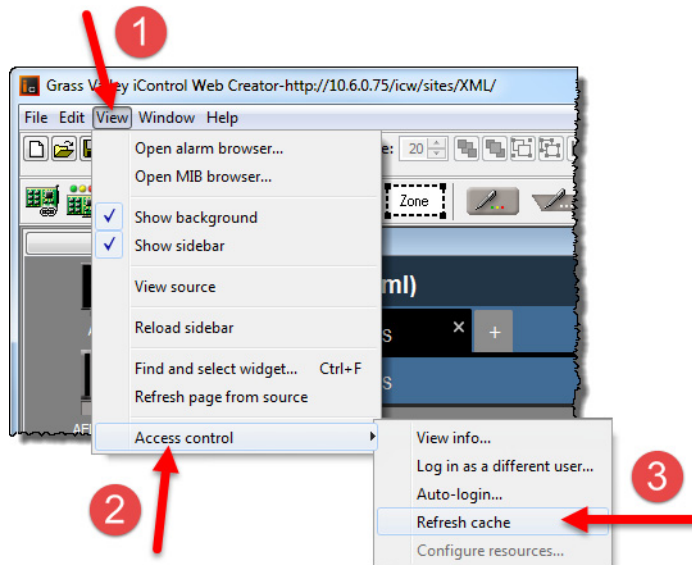 1
Grass Valley iControl Web Creator-http://10.6.0.75/icw/sites/XML/
File Edit View Window Help
Open alarm browser...
e: 20
Open MIB browser...
Zone
Show background
Show sidebar
View source
ml)
Reload sidebar
s × +
Find and select widget... Ctrl+F
s
Refresh page from source
Access control
View info...
Log in as a different user...
Auto-login...
Refresh cache
3
Configure resources...
2